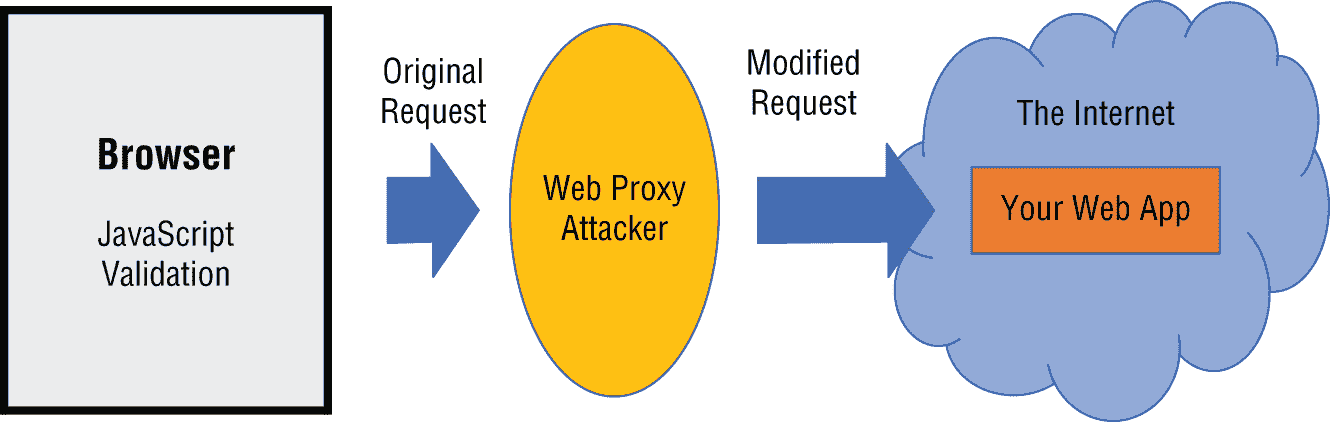 Browser
JavaScript
Validation
Original
Request
Web Proxy
Attacker
Modified
Request
The Internet
Your Web App